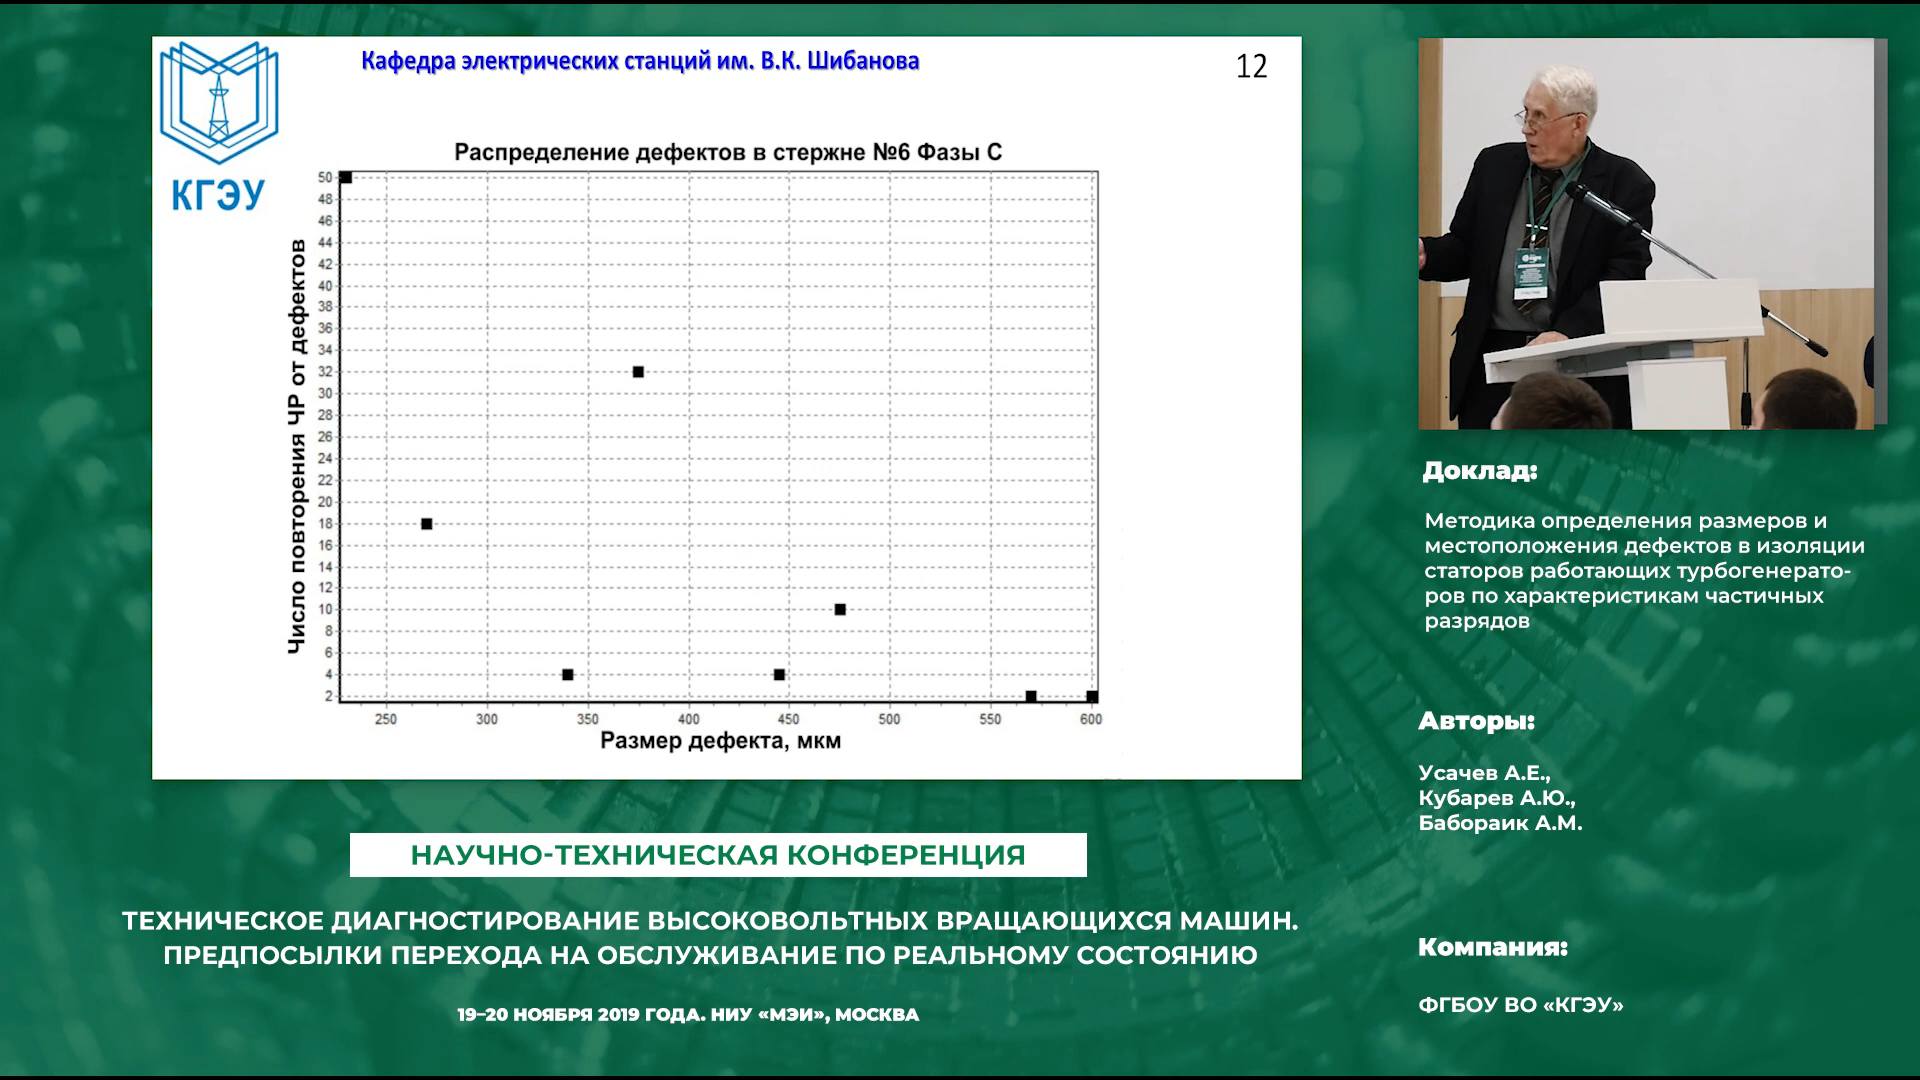 Кафедра электрических станций им. В.К. Шибанова
12
КГЭУ
Распределение дефектов в стержне №6 Фазы С
Число повторения ЧР от дефектов
50
48
46
44
42
40
38
36
34
32
30
28
26
24
22
20
18
16
14
12
10
8
6
4
2
250 300 350 400 450 500 550 600
Размер дефекта, мкм
НАУЧНО-ТЕХНИЧЕСКАЯ КОНФЕРЕНЦИЯ
ТЕХНИЧЕСКОЕ ДИАГНОСТИРОВАНИЕ ВЫСОКОВОЛЬТНЫХ ВРАЩАЮЩИХСЯ МАШИН.
ПРЕДПОСЫЛКИ ПЕРЕХОДА НА ОБСЛУЖИВАНИЕ ПО РЕАЛЬНОМУ СОСТОЯНИЮ
19–20 НОЯБРЯ 2019 ГОДА. НИУ «МЭИ», МОСКВА
Доклад:
Методика определения размеров и
местоположения дефектов в изоляции
статоров работающих турбогенерато-
ров по характеристикам частичных
разрядов
Авторы:
Усачев А.Е.,
Кубарев А.Ю.,
Бабораик А.М.
Компания:
ФГБОУ ВО «КГЭУ»